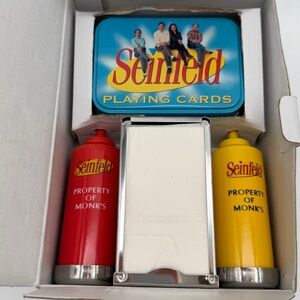 Seinfeld
PLAYING CARDS
Seinfeld
PROPERTY
OF
MONK'S
Seinfeld
PROPERTY
OF
MONK'S